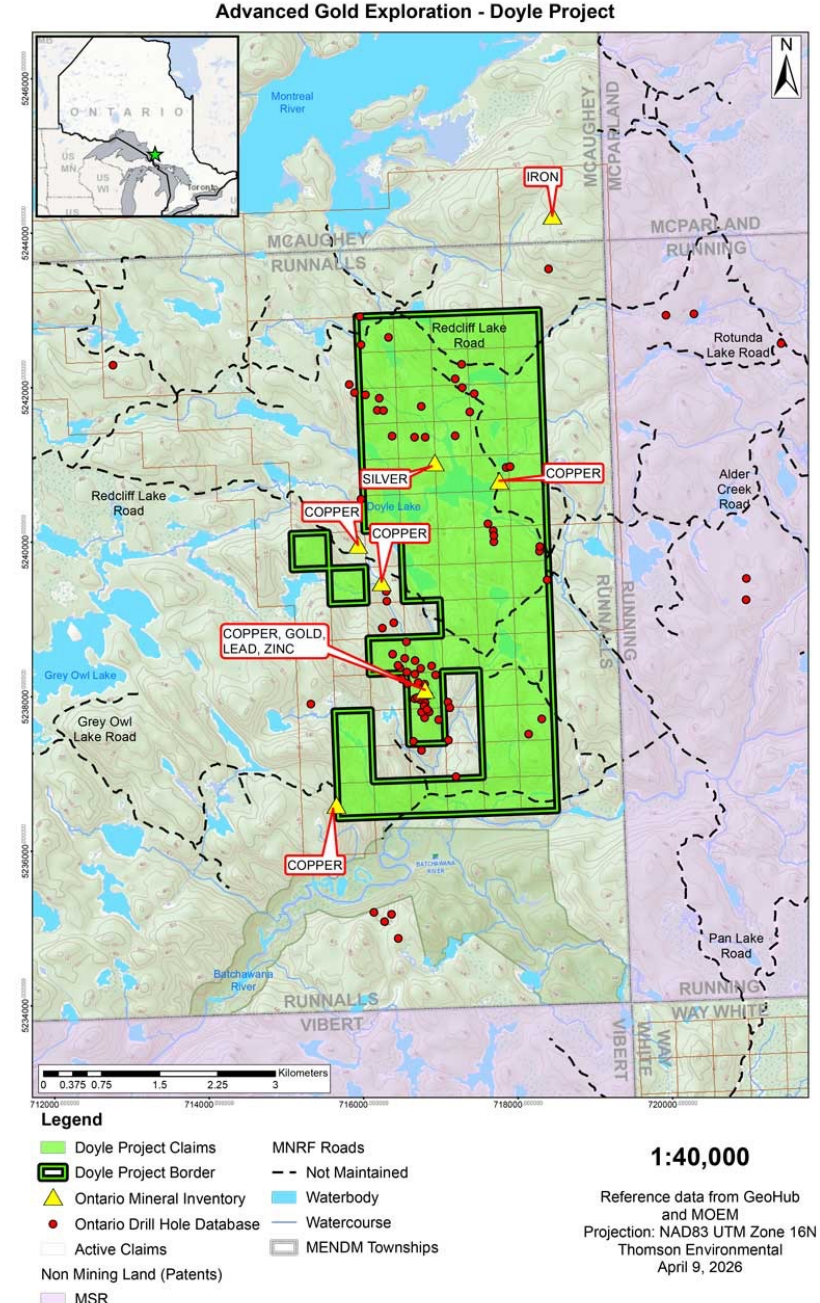 Advanced Gold Exploration - Doyle Project
N
ONTARIO
US
MN
US
WI
US
Toronto
Montreal
River
IRON
MCAUGHEY
MCPARLAND
MCAUGHEY
RUNNALLS
MCPARLAND
RUNNING
Redcliff Lake
Road
Rotunda
Lake Road
SILVER
COPPER
Redcliff Lake
Road
COPPER
Doyle Lake
COPPER
Alder
Creek
Road
RUNNALLS
RUNNING
COPPER, GOLD,
LEAD, ZINC
Grey Owl Lake
Grey Owl
Lake Road
COPPER
BATCHAWANA
RIVER
Pan Lake
Road
Batchawana
River
RUNNALLS
VIBERT
RUNNING
WAY WHITE
VIBERT
WAY
WHITE
5246000
5244000
5242000
5240000
5238000
5236000
5234000
Kilometers
0 0.375 0.75 1.5 2.25 3
712000 714000 716000 718000 720000
Legend
Doyle Project Claims
Doyle Project Border
Ontario Mineral Inventory
Ontario Drill Hole Database
Active Claims
Non Mining Land (Patents)
MSR
MNRF Roads
Not Maintained
Waterbody
Watercourse
MENDM Townships
1:40,000
Reference data from GeoHub
and MOEM
Projection: NAD83 UTM Zone 16N
Thomson Environmental
April 9, 2026